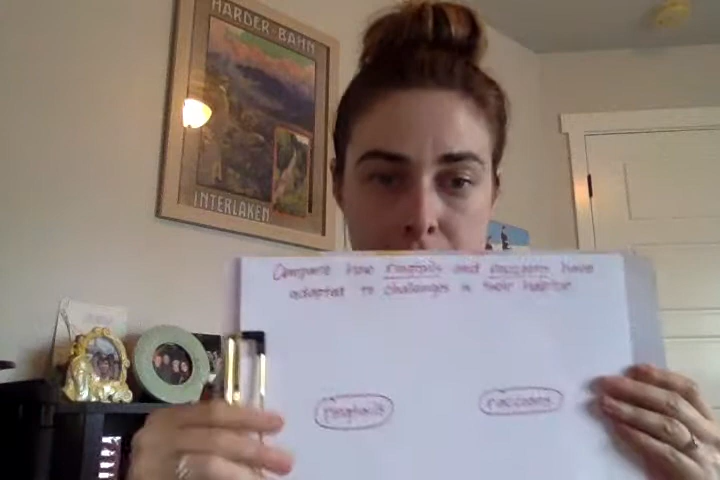 HARDER-BAHN
INTERLAKEN
Compare how ringtails and raccoons have
adapted to challenges in their habitat.
ringtails
raccoons